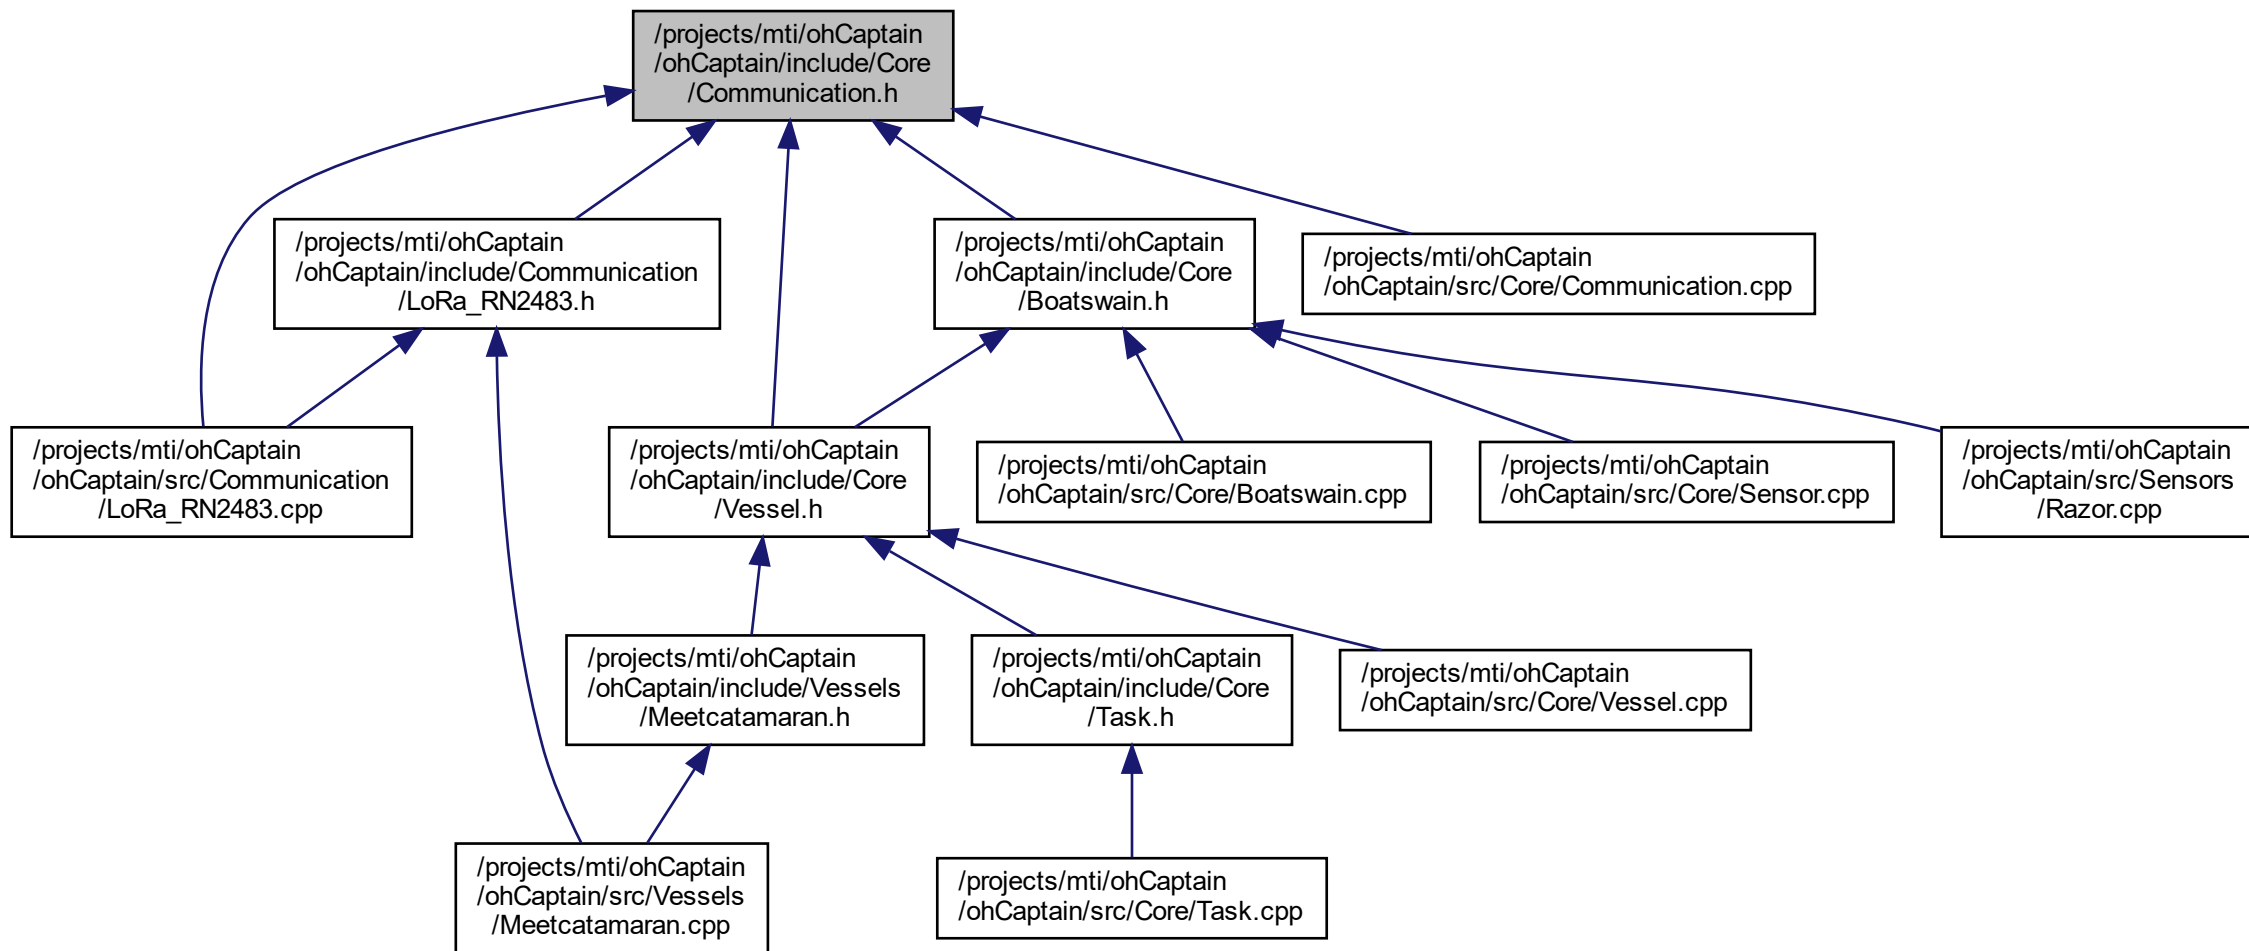 /projects/mti/ohCaptain
/ohCaptain/include/Core
/Communication.h
/projects/mti/ohCaptain
/ohCaptain/include/Communication
/LoRa_RN2483.h
/projects/mti/ohCaptain
/ohCaptain/include/Core
/Boatswain.h
/projects/mti/ohCaptain
/ohCaptain/src/Core/Communication.cpp
/projects/mti/ohCaptain
/ohCaptain/src/Communication
/LoRa_RN2483.cpp
/projects/mti/ohCaptain
/ohCaptain/include/Core
/Vessel.h
/projects/mti/ohCaptain
/ohCaptain/src/Core/Boatswain.cpp
/projects/mti/ohCaptain
/ohCaptain/src/Core/Sensor.cpp
/projects/mti/ohCaptain
/ohCaptain/src/Sensors
/Razor.cpp
/projects/mti/ohCaptain
/ohCaptain/include/Vessels
/Meetcatamaran.h
/projects/mti/ohCaptain
/ohCaptain/include/Core
/Task.h
/projects/mti/ohCaptain
/ohCaptain/src/Core/Vessel.cpp
/projects/mti/ohCaptain
/ohCaptain/src/Vessels
/Meetcatamaran.cpp
/projects/mti/ohCaptain
/ohCaptain/src/Core/Task.cpp